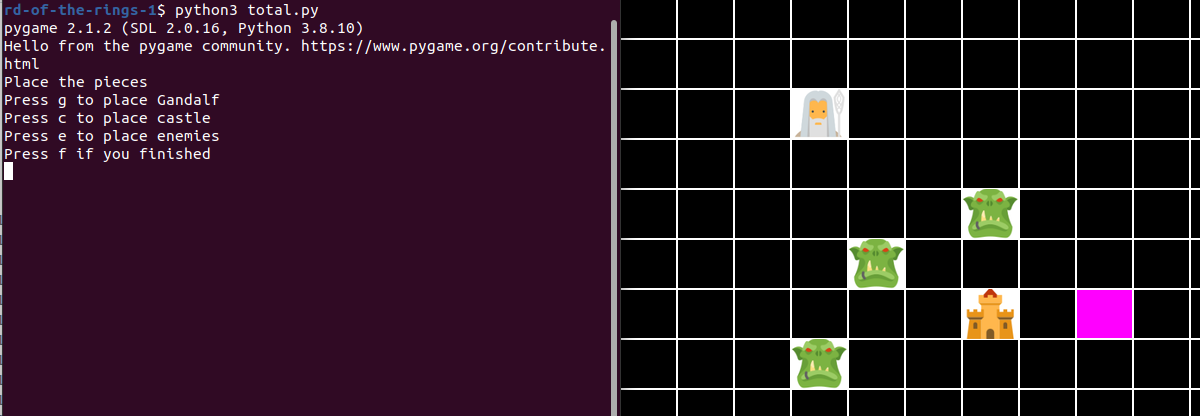 rd-of-the-rings-1$ python3 total.py
pygame 2.1.2 (SDL 2.0.16, Python 3.8.10)
Hello from the pygame community. https://www.pygame.org/contribute.
html
Place the pieces
Press g to place Gandalf
Press c to place castle
Press e to place enemies
Press f if you finished